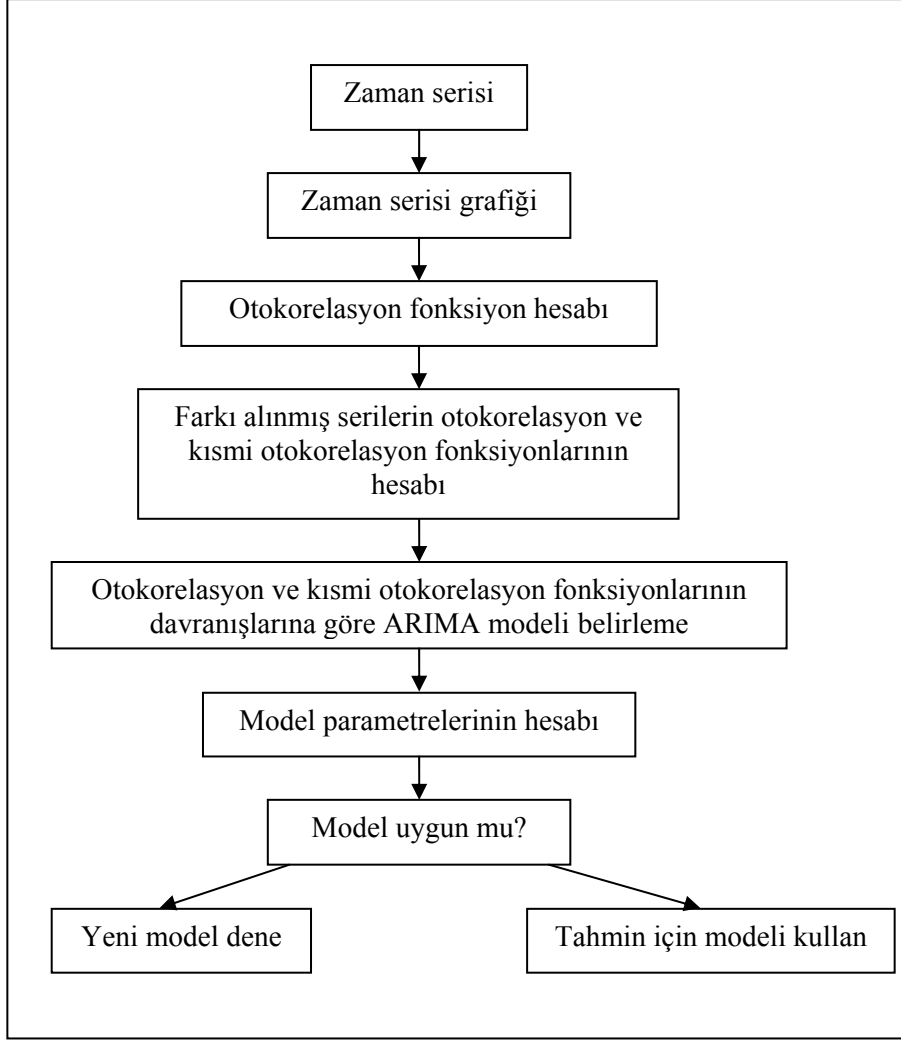 Zaman serisi
Zaman serisi grafiği
Otokorelasyon fonksiyon hesabı
Farkı alınmış serilerin otokorelasyon ve
kısmi otokorelasyon fonksiyonlarının
hesabı
Otokorelasyon ve kısmi otokorelasyon fonksiyonlarının
davranışlarına göre ARIMA modeli belirleme
Model parametrelerinin hesabı
Model uygun mu?
Yeni model dene
Tahmin için modeli kullan